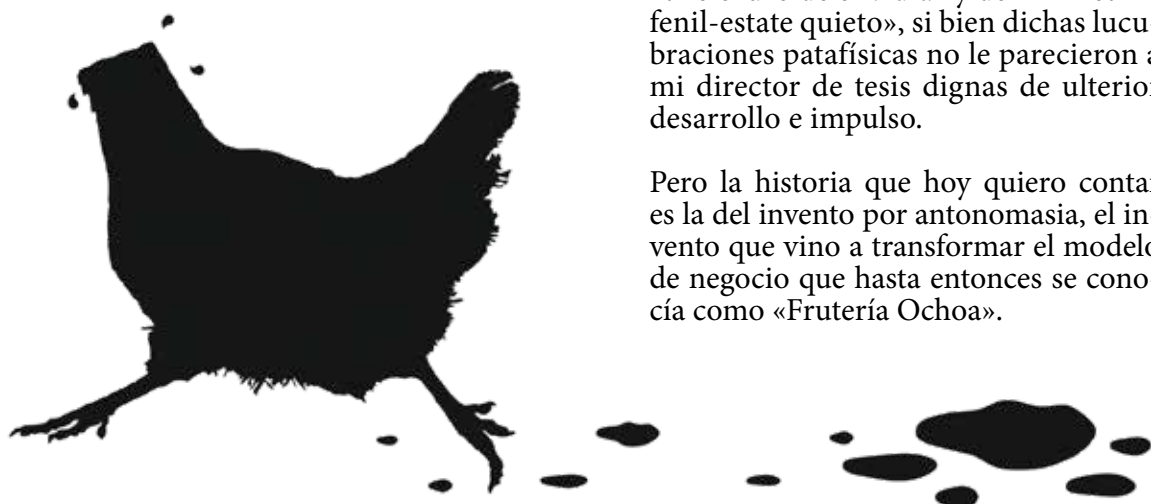 fenil-estate quieto», si bien dichas lucu-
braciones patafísicas no le parecieron a
mi director de tesis dignas de ulterior
desarrollo e impulso.
Pero la historia que hoy quiero contar
es la del invento por antonomasia, el in-
vento que vino a transformar el modelo
de negocio que hasta entonces se cono-
cía como «Frutería Ochoa».